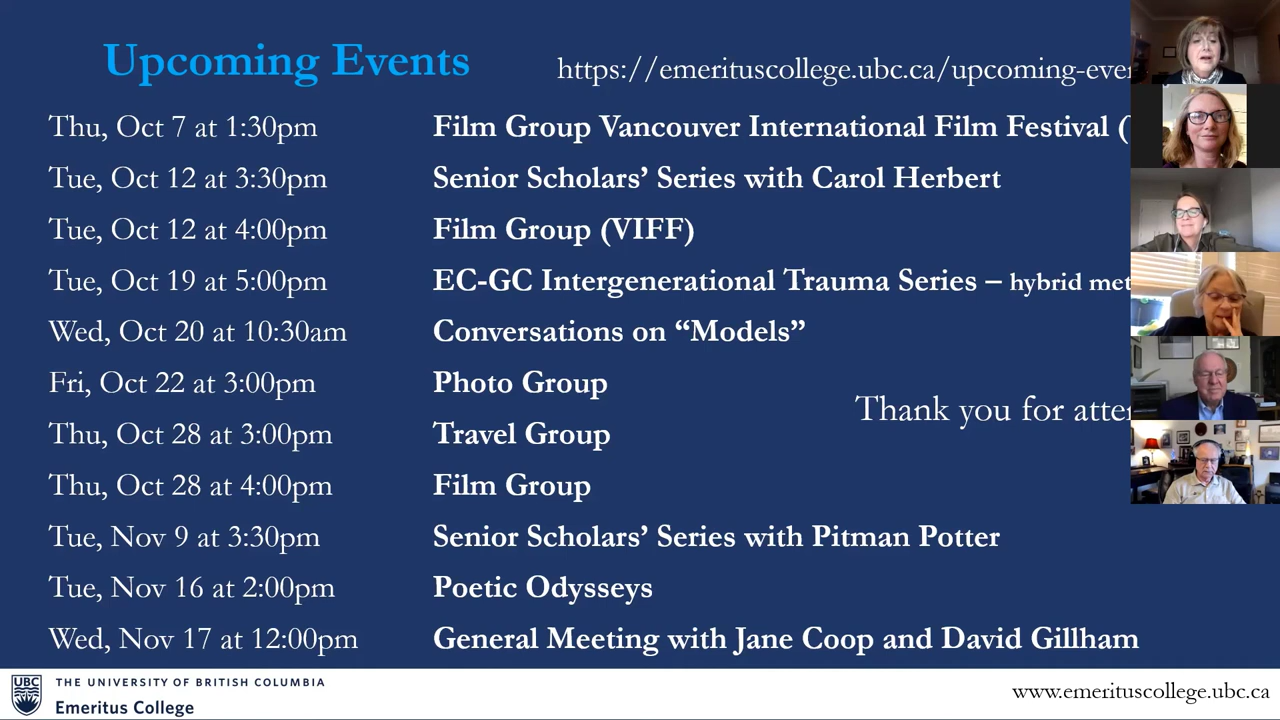 Upcoming Events
https://emerituscollege.ubc.ca/upcoming-
Thu, Oct 7 at 1:30pm Film Group Vancouver International Film Festival (
Tue, Oct 12 at 3:30pm Senior Scholars’ Series with Carol Herbert
Tue, Oct 12 at 4:00pm Film Group (VIFF)
Tue, Oct 19 at 5:00pm EC-GC Intergenerational Trauma Series – hybrid
Wed, Oct 20 at 10:30am Conversations on “Models”
Fri, Oct 22 at 3:00pm Photo Group
Thank you for
Thu, Oct 28 at 3:00pm Travel Group
Thu, Oct 28 at 4:00pm Film Group
Tue, Nov 9 at 3:30pm Senior Scholars’ Series with Pitman Potter
Tue, Nov 16 at 2:00pm Poetic Odysseys
Wed, Nov 17 at 12:00pm General Meeting with Jane Coop and David Gillham
UBC
THE UNIVERSITY OF BRITISH COLUMBIA
Emeritus College
www.emerituscollege.ubc.ca